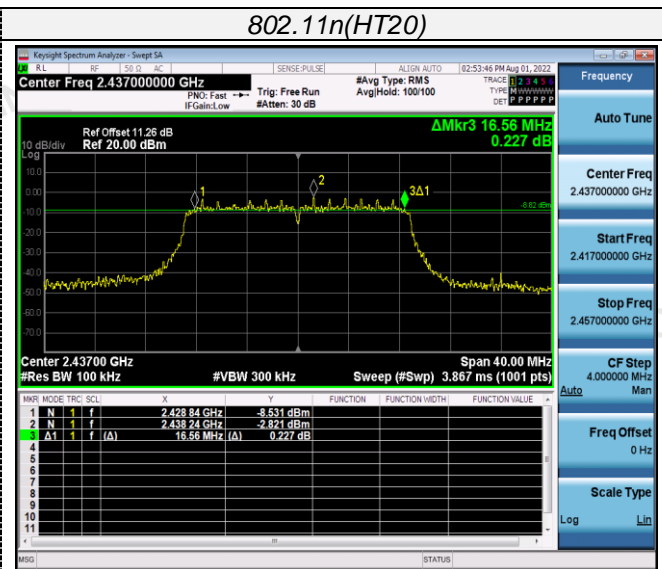 802.11n(HT20)
Keysight Spectrum Analyzer - Swept SA
RL RF 50 Ω AC SENSE:PULSE ALIGN AUTO 02:53:46 PM Aug 01, 2022
Center Freq 2.437000000 GHz
PNO: Fast
IFGain:Low
Trig: Free Run
#Atten: 30 dB
#Avg Type: RMS
Avg|Hold: 100/100
TRACE 1 2 3 4 5 6
TYPE M WWWWW
DET P P P P P P
Frequency
ΔMkr3 16.56 MHz
0.227 dB
Ref Offset 11.26 dB
10 dB/div Ref 20.00 dBm
Log
10.0
0.00
-10.0
-20.0
-30.0
-40.0
-50.0
-60.0
-70.0
1
2
3Δ1
-8.82 dBm
Center 2.43700 GHz Span 40.00 MHz
#Res BW 100 kHz #VBW 300 kHz Sweep (#Swp) 3.867 ms (1001 pts)
MKR MODE TRC SCL X Y FUNCTION FUNCTION WIDTH FUNCTION VALUE
1 N 1 f 2.428 84 GHz -8.531 dBm
2 N 1 f 2.438 24 GHz -2.821 dBm
3 Δ1 1 f (Δ) 16.56 MHz (Δ) 0.227 dB
4
5
6
7
8
9
10
11
MSG STATUS
Auto Tune
Center Freq
2.437000000 GHz
Start Freq
2.417000000 GHz
Stop Freq
2.457000000 GHz
CF Step
4.000000 MHz
Auto Man
Freq Offset
0 Hz
Scale Type
Log Lin